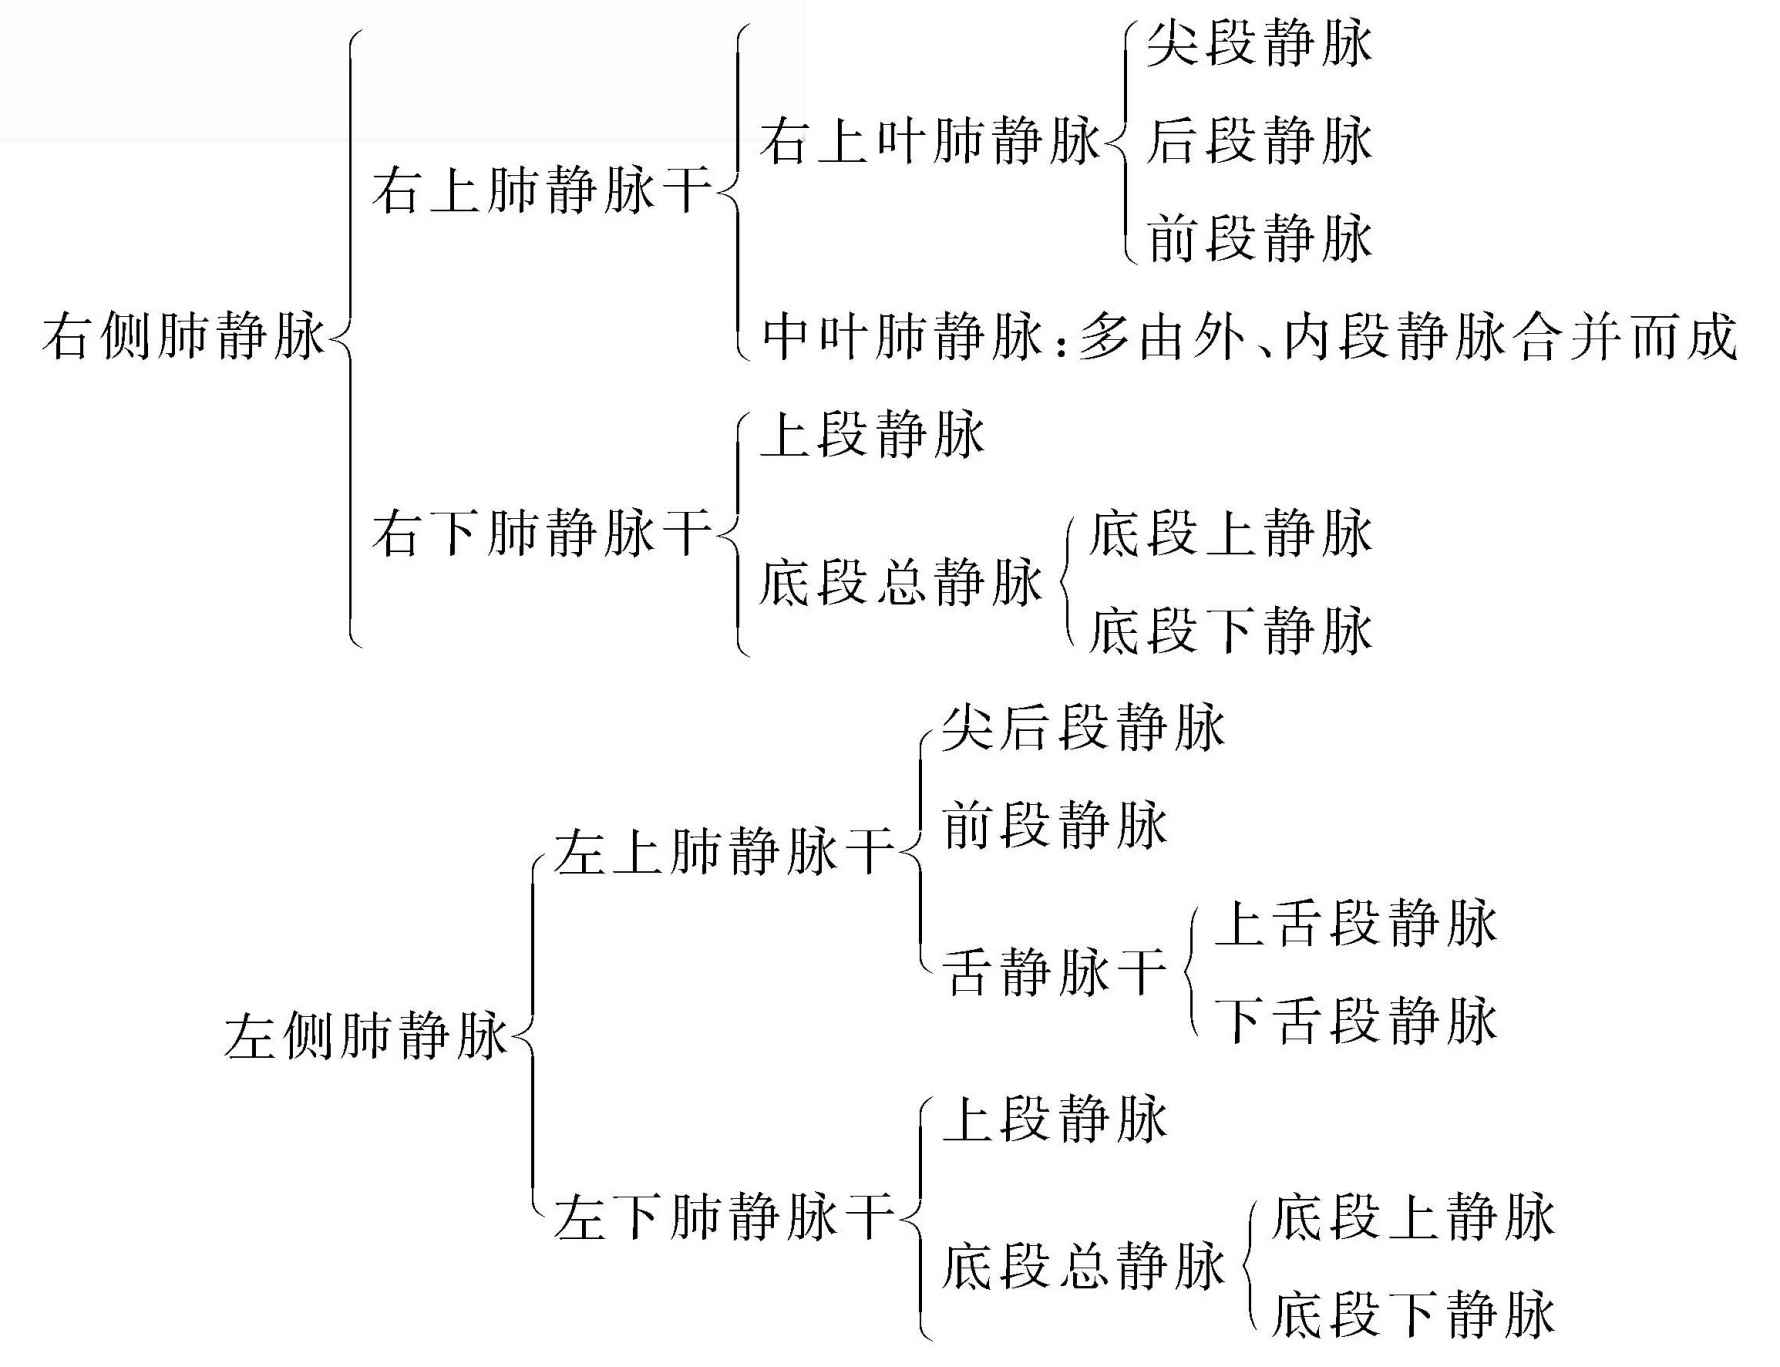 尖段静脉
右上叶肺静脉
后段静脉
右上肺静脉干
前段静脉
右侧肺静脉
中叶肺静脉:多由外、内段静脉合并而成
上段静脉
右下肺静脉干
底段上静脉
底段总静脉
底段下静脉
尖后段静脉
前段静脉
左上肺静脉干
上舌段静脉
舌静脉干
下舌段静脉
左侧肺静脉
上段静脉
左下肺静脉干
底段上静脉
底段总静脉
底段下静脉